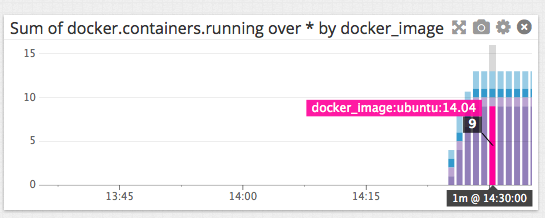 Sum of docker.containers.running over * by docker_image
15
10
docker_image:ubuntu:14.04
9
5
0
13:45
14:00
14:15
1m @ 14:30:00